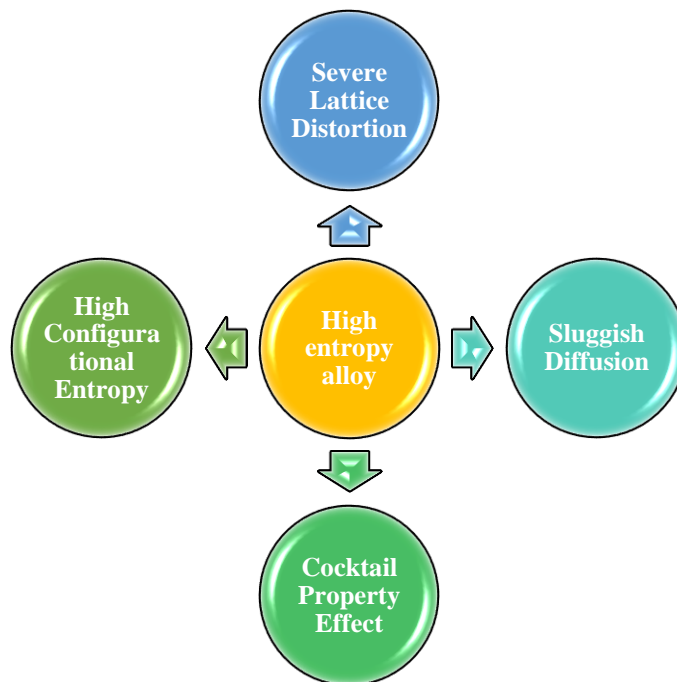 Severe
Lattice
Distortion
High
Configura
tional
Entropy
High
entropy
alloy
Sluggish
Diffusion
Cocktail
Property
Effect